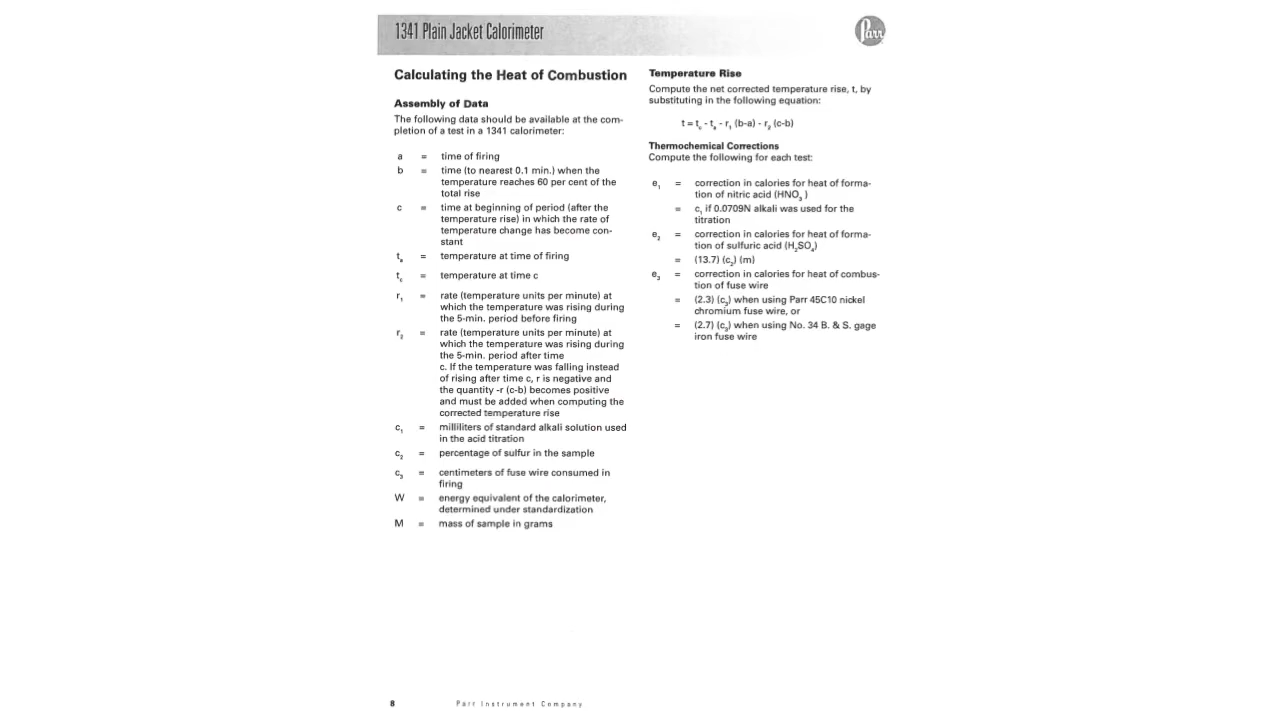 1341 Plain Jacket Calorimeter
Parr
Calculating the Heat of Combustion
Assembly of Data
The following data should be available at the com-
pletion of a test in a 1341 calorimeter:
a = time of firing
b = time (to nearest 0.1 min.) when the
temperature reaches 60 per cent of the
total rise
c = time at beginning of period (after the
temperature rise) in which the rate of
temperature change has become con-
stant
tₐ = temperature at time of firing
t꜀ = temperature at time c
r₁ = rate (temperature units per minute) at
which the temperature was rising during
the 5-min. period before firing
r₂ = rate (temperature units per minute) at
which the temperature was rising during
the 5-min. period after time
c. If the temperature was falling instead
of rising after time c, r is negative and
the quantity -r (c-b) becomes positive
and must be added when computing the
corrected temperature rise
c₁ = milliliters of standard alkali solution used
in the acid titration
c₂ = percentage of sulfur in the sample
c₃ = centimeters of fuse wire consumed in
firing
W = energy equivalent of the calorimeter,
determined under standardization
M = mass of sample in grams
Temperature Rise
Compute the net corrected temperature rise, t, by
substituting in the following equation:
t = t꜀ - tₐ - r₁ (b-a) - r₂ (c-b)
Thermochemical Corrections
Compute the following for each test:
e₁ = correction in calories for heat of forma-
tion of nitric acid (HNO₃ )
= c₁ if 0.0709N alkali was used for the
titration
e₂ = correction in calories for heat of forma-
tion of sulfuric acid (H₂SO₄)
= (13.7) (c₂) (m)
e₃ = correction in calories for heat of combus-
tion of fuse wire
= (2.3) (c₃) when using Parr 45C10 nickel
chromium fuse wire, or
= (2.7) (c₃) when using No. 34 B. & S. gage
iron fuse wire
8 Parr Instrument Company